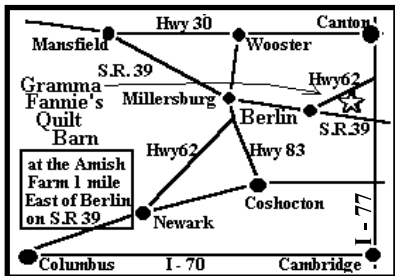 Hwy 30
Canton
Mansfield
Wooster
S.R. 39
Hwy62
Gramma
Fannie's
Quilt
Barn
Millersburg
Berlin
S.R.39
Hwy62
Hwy 83
at the Amish
Farm 1 mile
East of Berlin
on S.R 39
Coshocton
Newark
I - 77
Columbus
I - 70
Cambridge